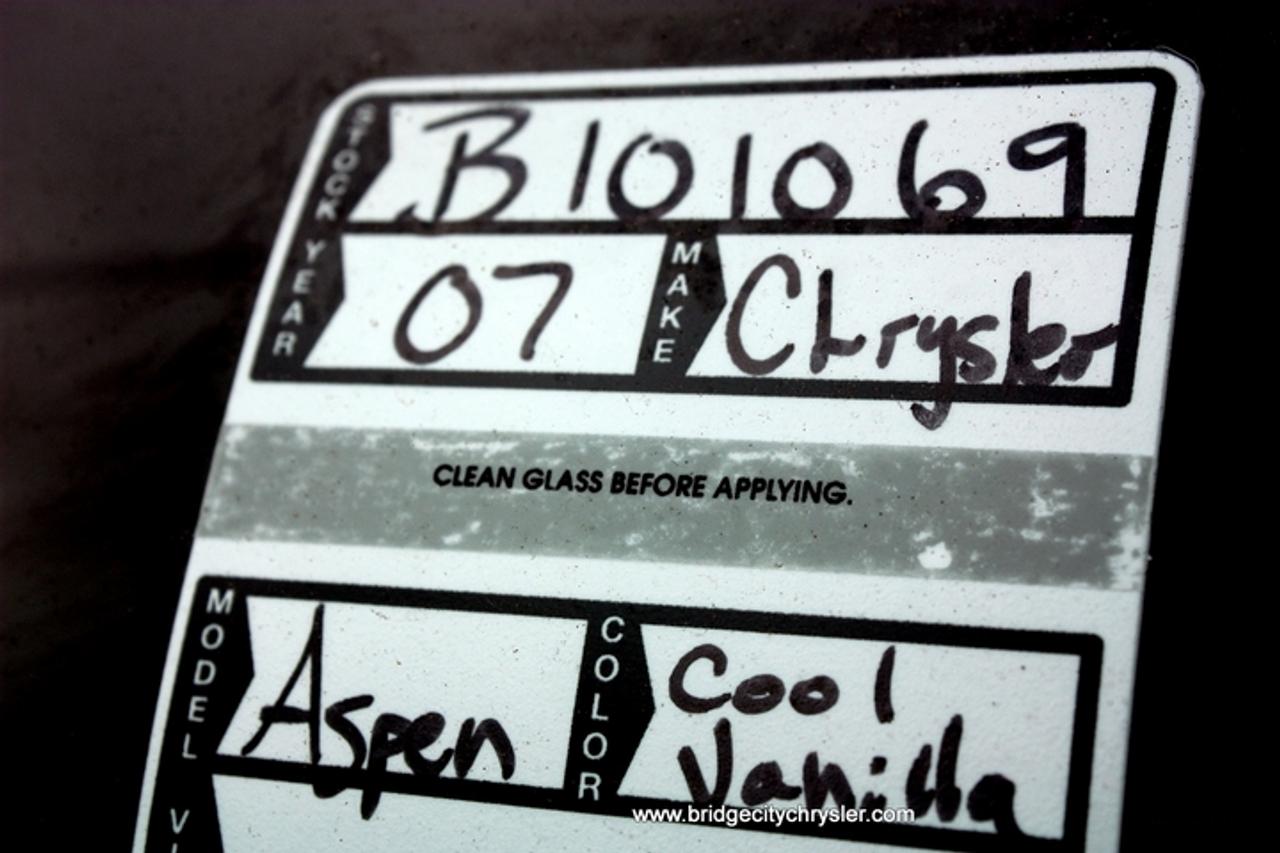 STOCK B101069
YEAR 07 MAKE Chrysler
CLEAN GLASS BEFORE APPLYING.
MODEL Aspen COLOR Cool
Vanilla
www.bridgecitychrysler.com